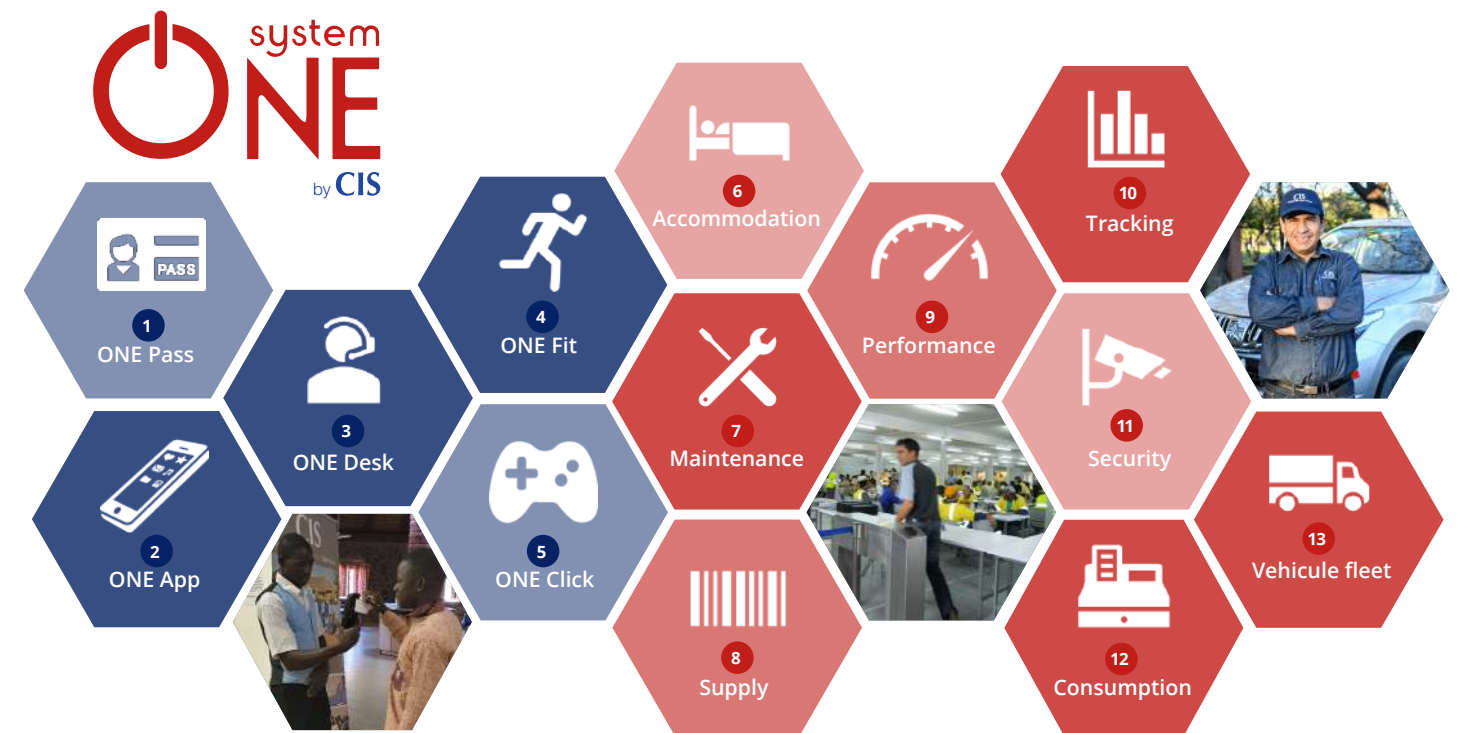 system
ONE
by CIS
PASS
1
ONE Pass
2
ONE App
3
ONE Desk
4
ONE Fit
5
ONE Click
6
Accommodation
7
Maintenance
8
Supply
9
Performance
10
Tracking
11
Security
12
Consumption
13
Vehicule fleet
CIS
CIS
CIS